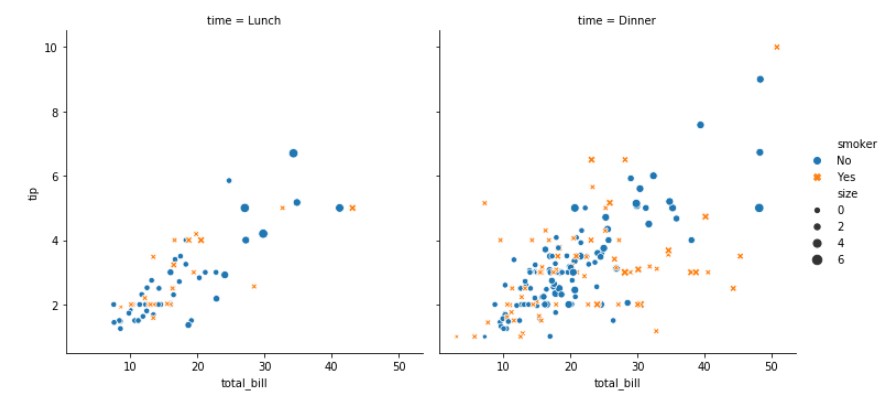 time = Lunch
time = Dinner
10
8
6
4
2
tip
10 20 30 40 50
10 20 30 40 50
total_bill
total_bill
smoker
No
Yes
size
0
2
4
6